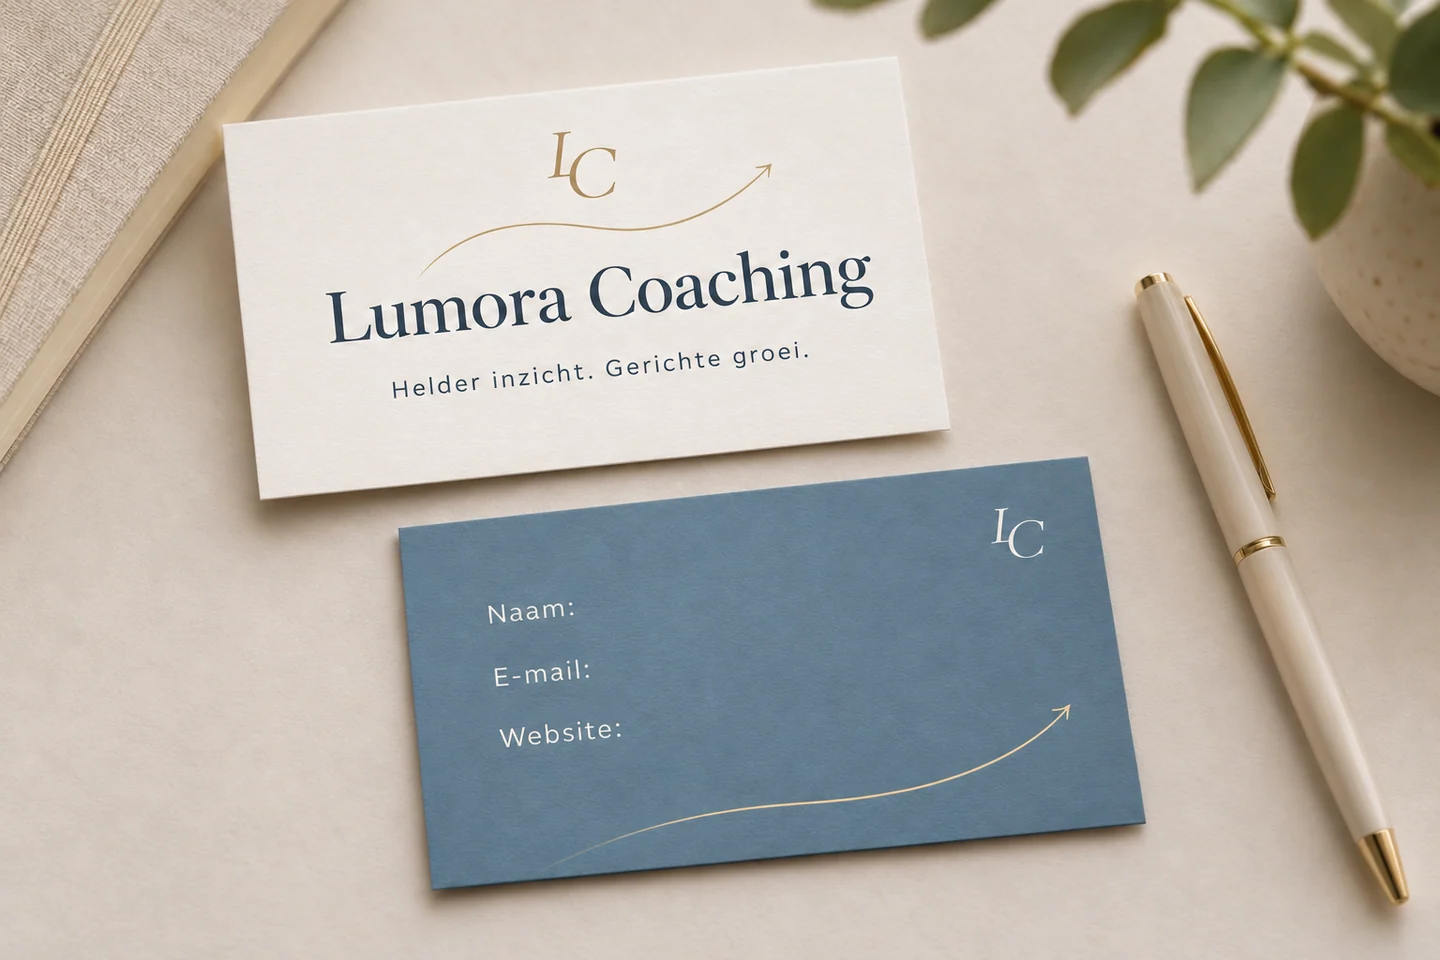 LC
Lumora Coaching
Helder inzicht. Gerichte groei.
LC
Naam:
E-mail:
Website: